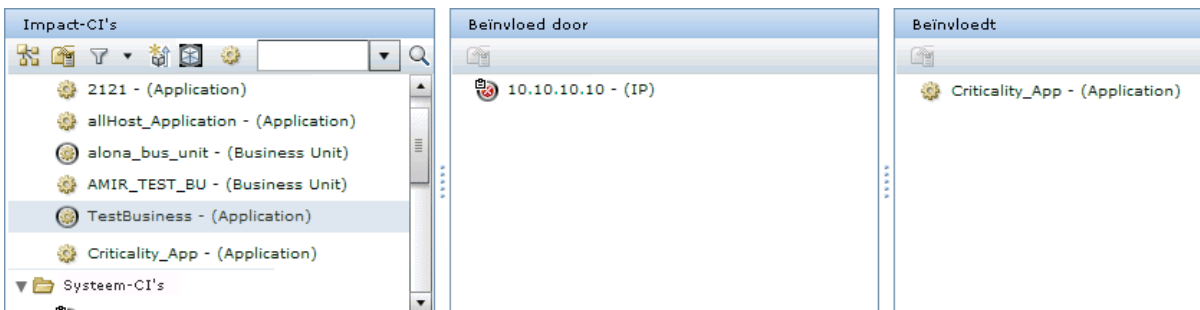 Impact-CI's
2121 - (Application)
allHost_Application - (Application)
alona_bus_unit - (Business Unit)
AMIR_TEST_BU - (Business Unit)
TestBusiness - (Application)
Criticality_App - (Application)
Systeem-CI's
Beïnvloed door
10.10.10.10 - (IP)
Beïnvloedt
Criticality_App - (Application)